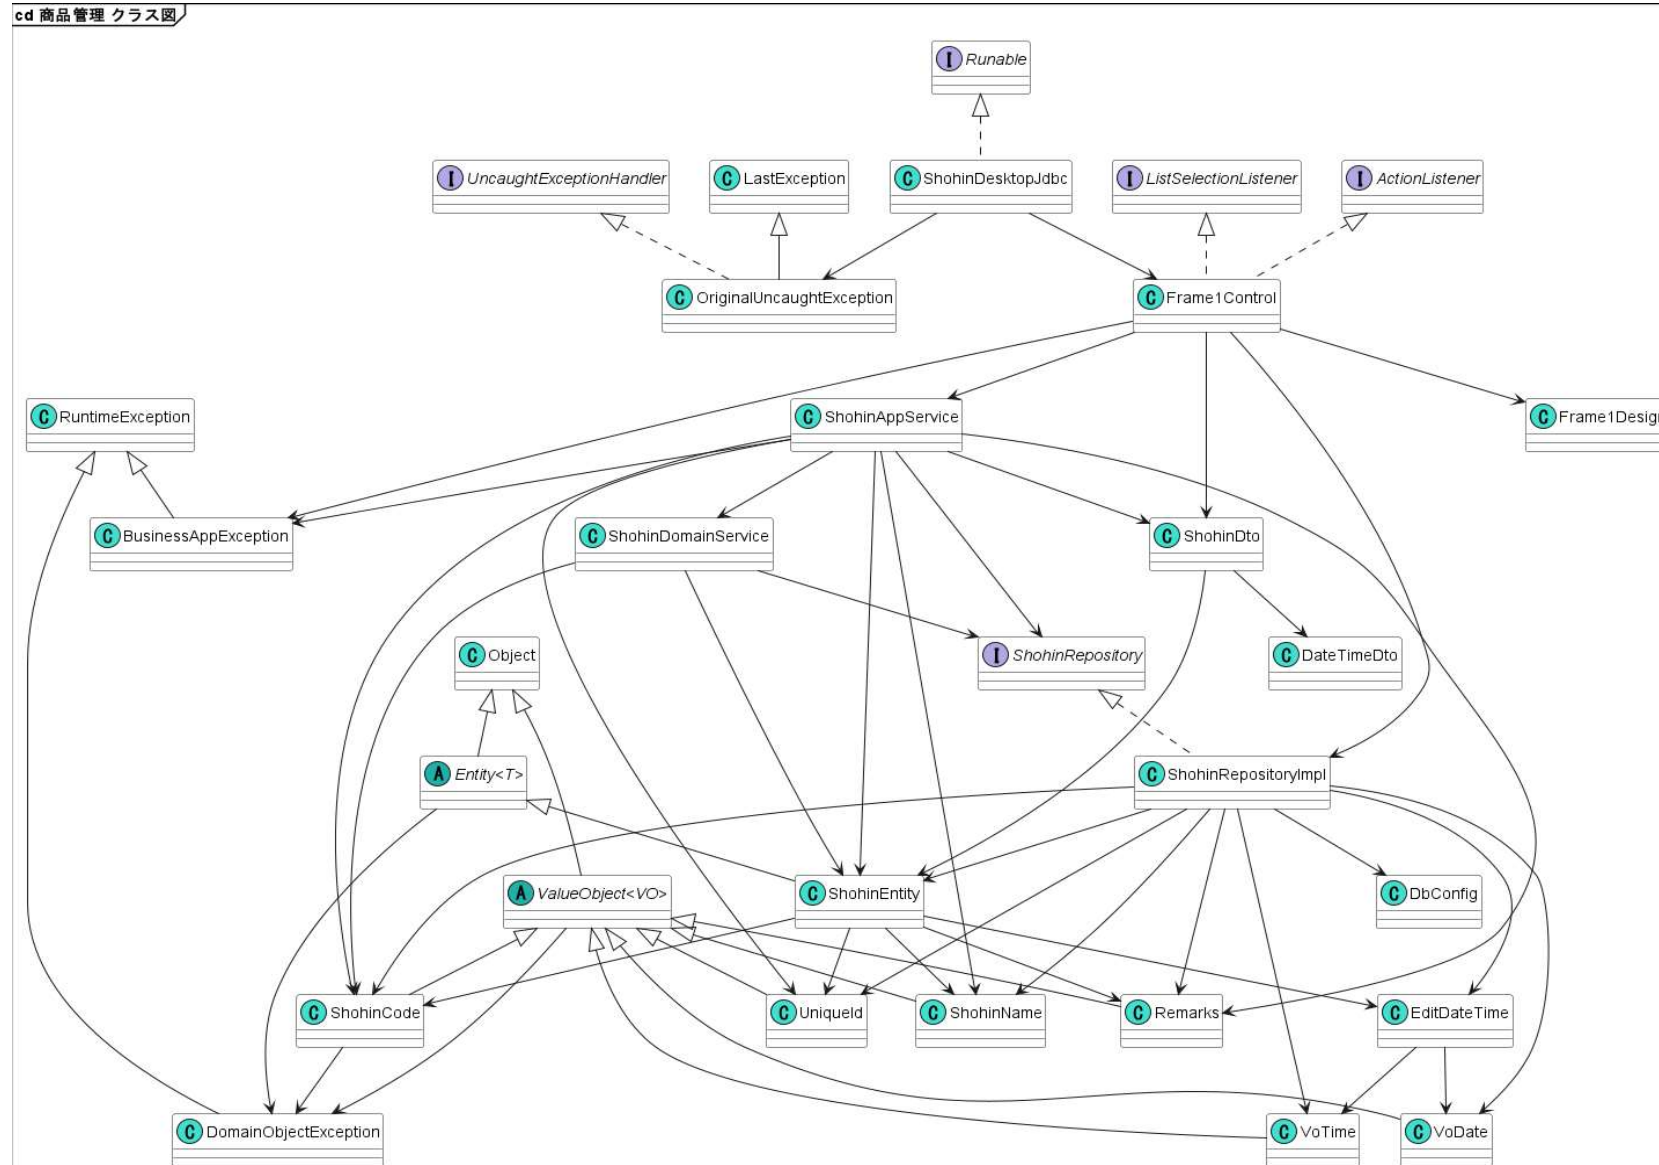 cd 商品管理 クラス図
I Runable
I UncaughtExceptionHandler
C LastException
C ShohinDesktopJdbc
I ListSelectionListener
I ActionListener
C OriginalUncaughtException
C Frame1Control
C RuntimeException
C ShohinAppService
C Frame1Desig
C BusinessAppException
C ShohinDomainService
C ShohinDto
C Object
I ShohinRepository
C DateTimeDto
A Entity<T>
C ShohinRepositoryImpl
A ValueObject<VO>
C ShohinEntity
C DbConfig
C ShohinCode
C UniqueId
C ShohinName
C Remarks
C EditDateTime
C DomainObjectException
C VoTime
C VoDate